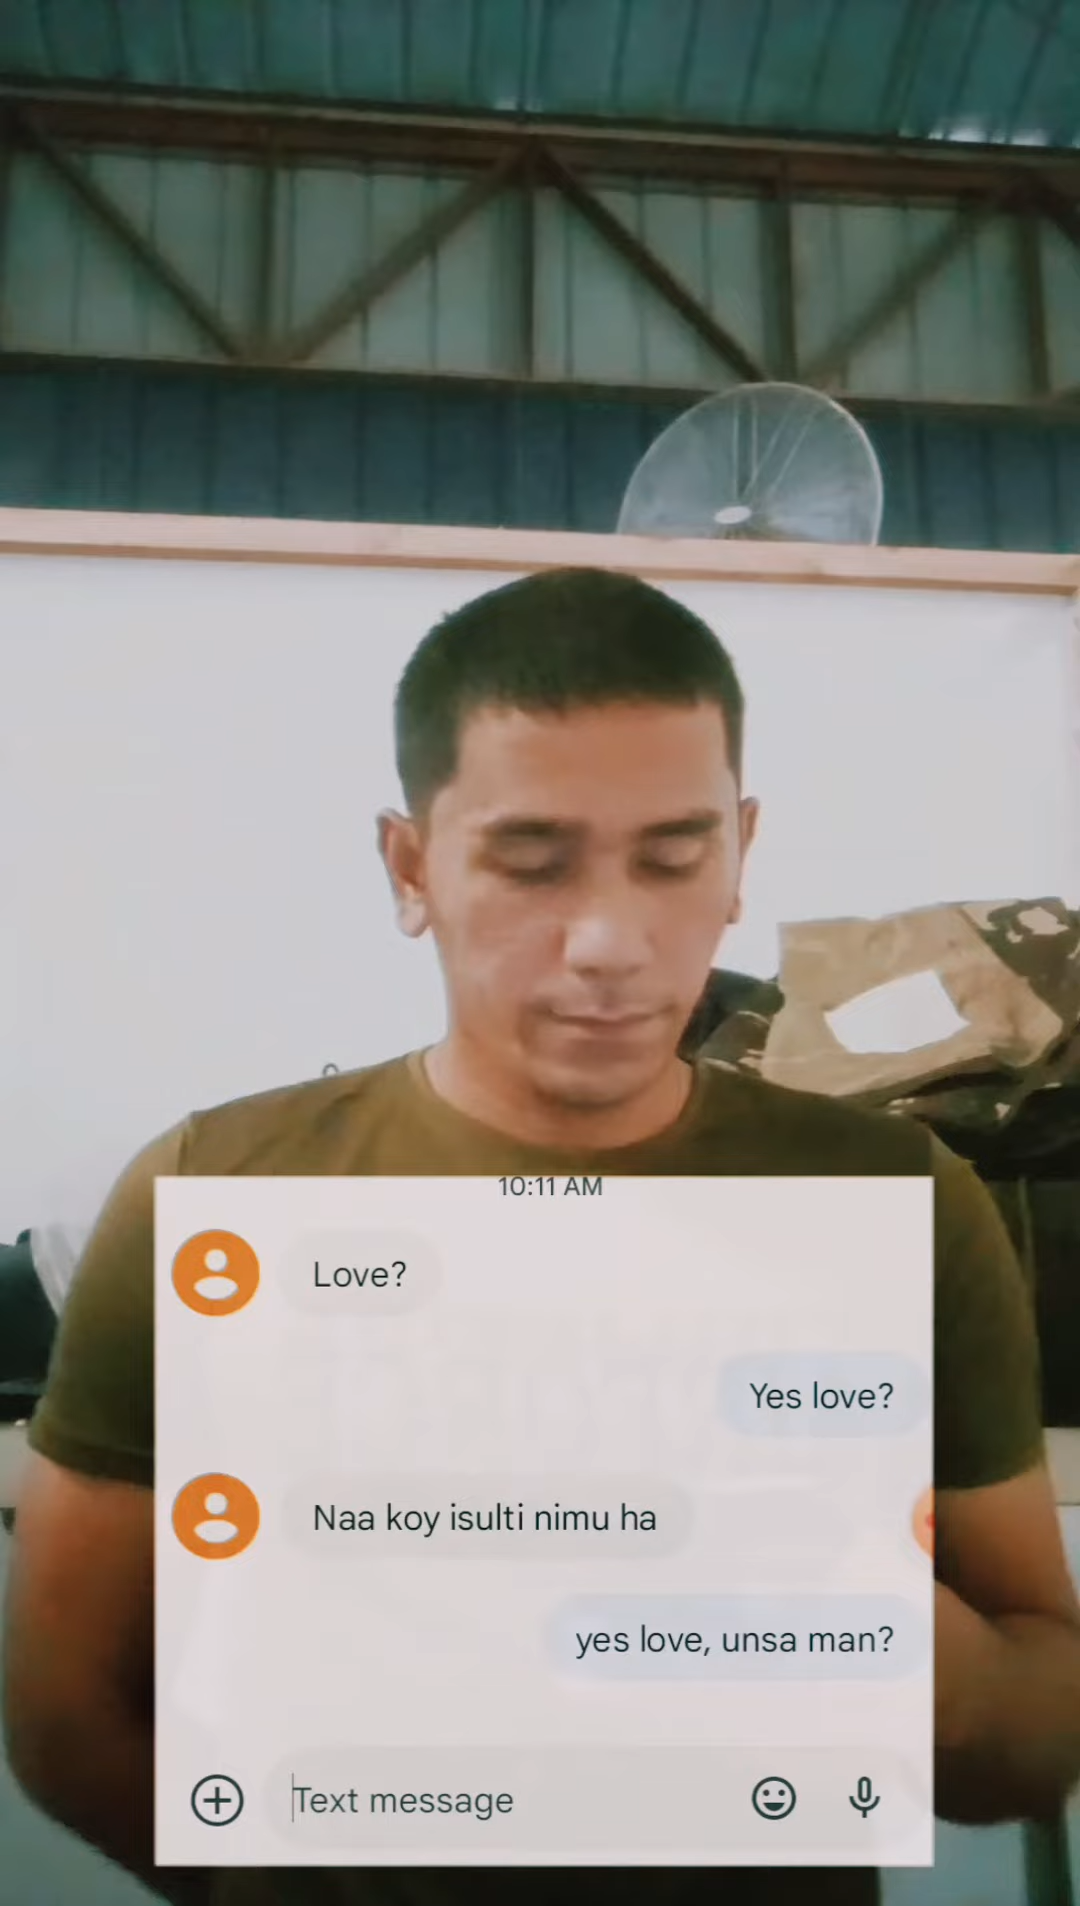 10:11 AM
Love?
Yes love?
Naa koy isulti nimu ha
yes love, unsa man?
Text message